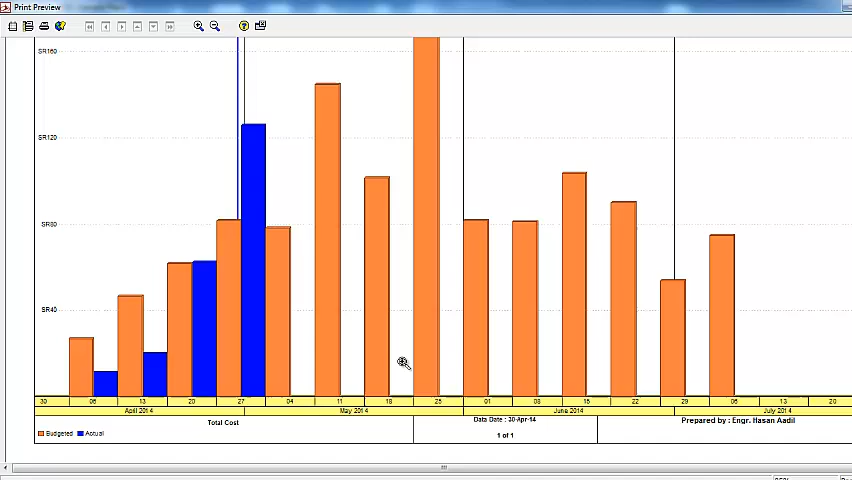 Print Preview
SR160
SR120
SR80
SR40
30 06 13 20 27 04 11 18 25 01 08 15 22 29 06 13 20
April 2014 May 2014 June 2014 July 2014
Total Cost
Data Date : 30-Apr-14
Prepared by : Engr. Hasan Aadil
Budgeted Actual
1 of 1